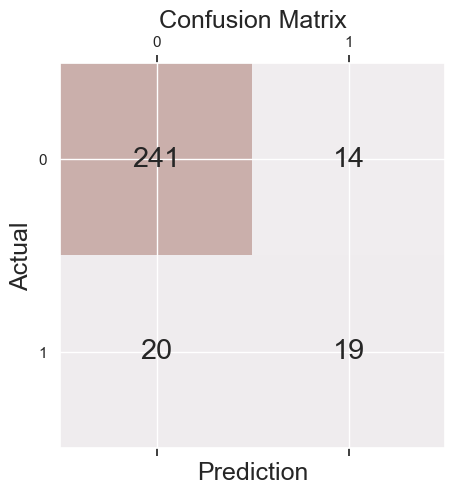 Confusion Matrix
0 1
0 241 14
Actual
1 20 19
Prediction